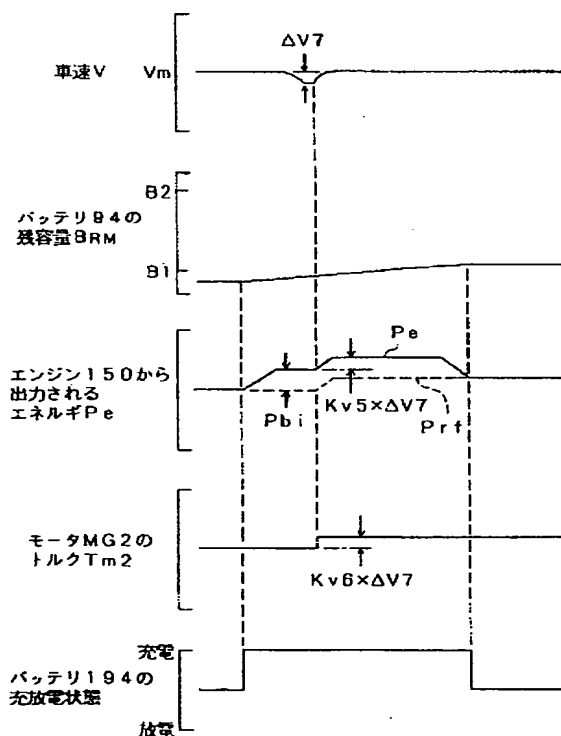 ΔV7
車速V Vm
B2
バッテリ94の
残容量BRM
B1
Pe
エンジン150から
出力される
エネルギPe
Pbi
Kv5×ΔV7
Prf
モータMG2の
トルクTm2
Kv6×ΔV7
充電
バッテリ194の
充放電状態
放電